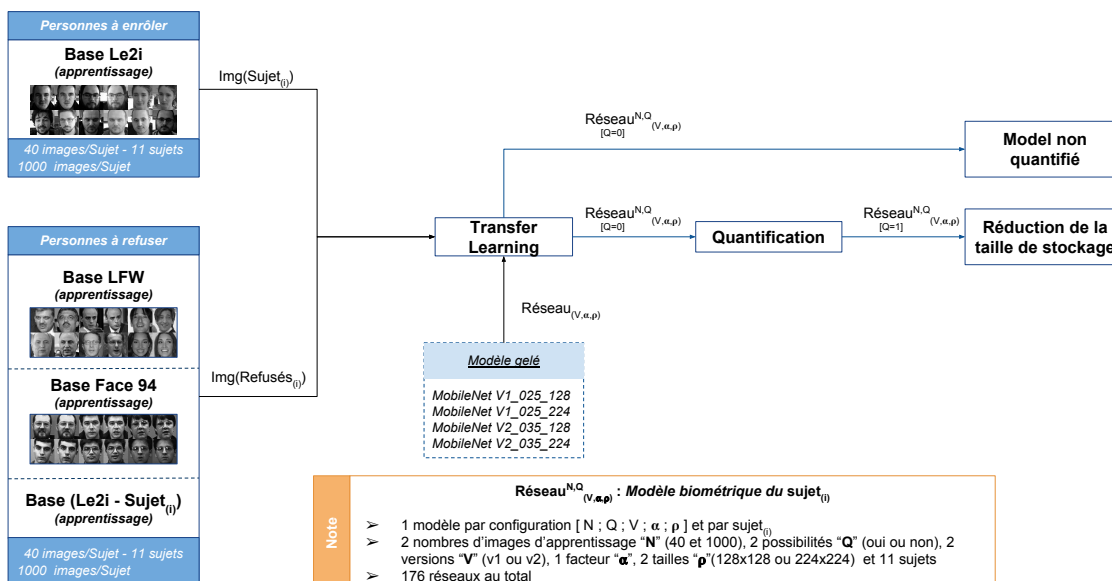 Personnes à enrôler
Base Le2i
(apprentissage)
40 images/Sujet - 11 sujets
1000 images/Sujet
Img(Sujet(i))
Personnes à refuser
Base LFW
(apprentissage)
Base Face 94
(apprentissage)
Base (Le2i - Sujet(i))
(apprentissage)
40 images/Sujet - 11 sujets
1000 images/Sujet
Img(Refusés(i))
Transfer
Learning
Réseau(V,α,ρ)
Modèle gelé
MobileNet V1_025_128
MobileNet V1_025_224
MobileNet V2_035_128
MobileNet V2_035_224
Réseau^N,Q (V,α,ρ)
[Q=0]
Model non
quantifié
Réseau^N,Q (V,α,ρ)
[Q=0]
Quantification
Réseau^N,Q (V,α,ρ)
[Q=1]
Réduction de la
taille de stockage
Note
Réseau^N,Q (V,α,ρ) : Modèle biométrique du sujet(i)
➢ 1 modèle par configuration [ N ; Q ; V ; α ; ρ ] et par sujet(i)
➢ 2 nombres d'images d'apprentissage "N" (40 et 1000), 2 possibilités "Q" (oui ou non), 2
versions "V" (v1 ou v2), 1 facteur "α", 2 tailles "ρ"(128x128 ou 224x224) et 11 sujets
➢ 176 réseaux au total